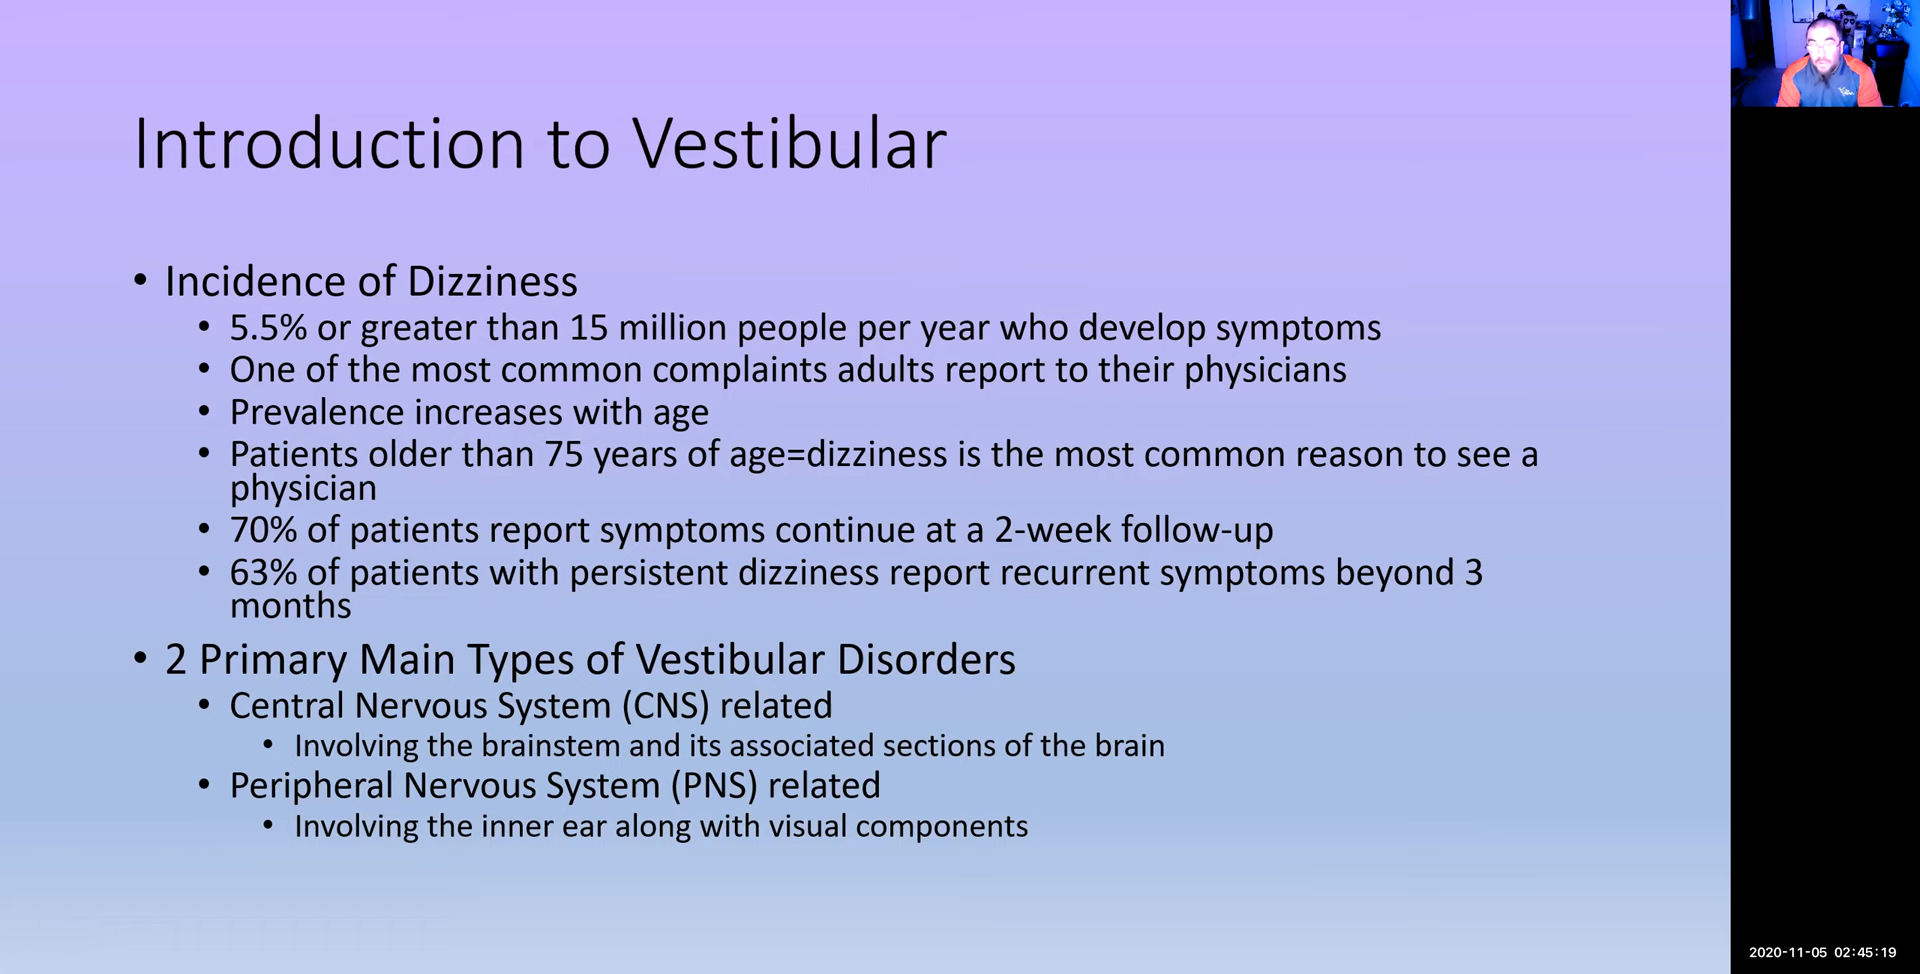 Introduction to Vestibular
• Incidence of Dizziness
• 5.5% or greater than 15 million people per year who develop symptoms
• One of the most common complaints adults report to their physicians
• Prevalence increases with age
• Patients older than 75 years of age=dizziness is the most common reason to see a
physician
• 70% of patients report symptoms continue at a 2-week follow-up
• 63% of patients with persistent dizziness report recurrent symptoms beyond 3
months
• 2 Primary Main Types of Vestibular Disorders
• Central Nervous System (CNS) related
• Involving the brainstem and its associated sections of the brain
• Peripheral Nervous System (PNS) related
• Involving the inner ear along with visual components
2020-11-05 02:45:19